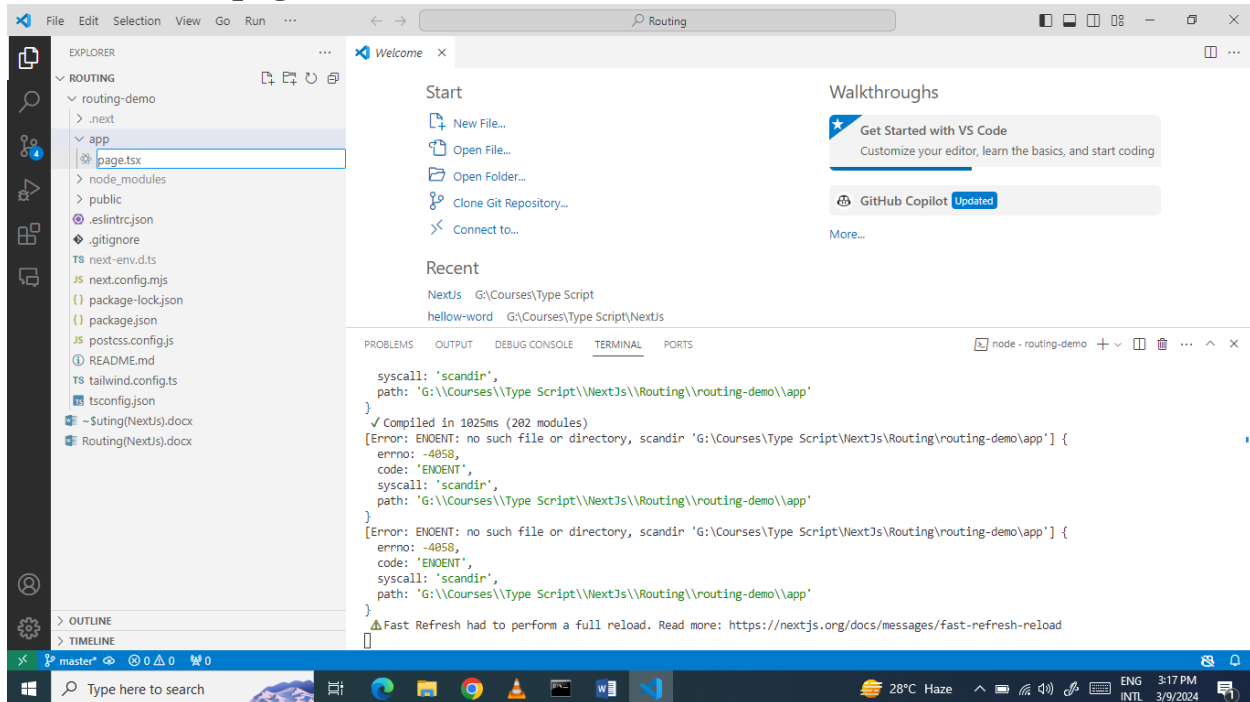 File Edit Selection View Go Run ···
Routing
EXPLORER ···
ROUTING
routing-demo
.next
app
page.tsx
node_modules
public
.eslintrc.json
.gitignore
TS next-env.d.ts
JS next.config.mjs
{} package-lock.json
{} package.json
JS postcss.config.js
README.md
TS tailwind.config.ts
TS tsconfig.json
~$uting(NextJs).docx
Routing(NextJs).docx
OUTLINE
TIMELINE
4
Welcome
Start
New File...
Open File...
Open Folder...
Clone Git Repository...
Connect to...
Recent
NextJs G:\Courses\Type Script
hellow-word G:\Courses\Type Script\NextJs
Walkthroughs
Get Started with VS Code
Customize your editor, learn the basics, and start coding
GitHub Copilot Updated
More...
PROBLEMS OUTPUT DEBUG CONSOLE TERMINAL PORTS
node - routing-demo
syscall: 'scandir',
path: 'G:\\Courses\\Type Script\\NextJs\\Routing\\routing-demo\\app'
}
✓ Compiled in 1025ms (202 modules)
[Error: ENOENT: no such file or directory, scandir 'G:\Courses\Type Script\NextJs\Routing\routing-demo\app'] {
errno: -4058,
code: 'ENOENT',
syscall: 'scandir',
path: 'G:\\Courses\\Type Script\\NextJs\\Routing\\routing-demo\\app'
}
[Error: ENOENT: no such file or directory, scandir 'G:\Courses\Type Script\NextJs\Routing\routing-demo\app'] {
errno: -4058,
code: 'ENOENT',
syscall: 'scandir',
path: 'G:\\Courses\\Type Script\\NextJs\\Routing\\routing-demo\\app'
}
⚠ Fast Refresh had to perform a full reload. Read more: https://nextjs.org/docs/messages/fast-refresh-reload
master* 0 0 0
Type here to search
28°C Haze
ENG
INTL
3:17 PM
3/9/2024
1